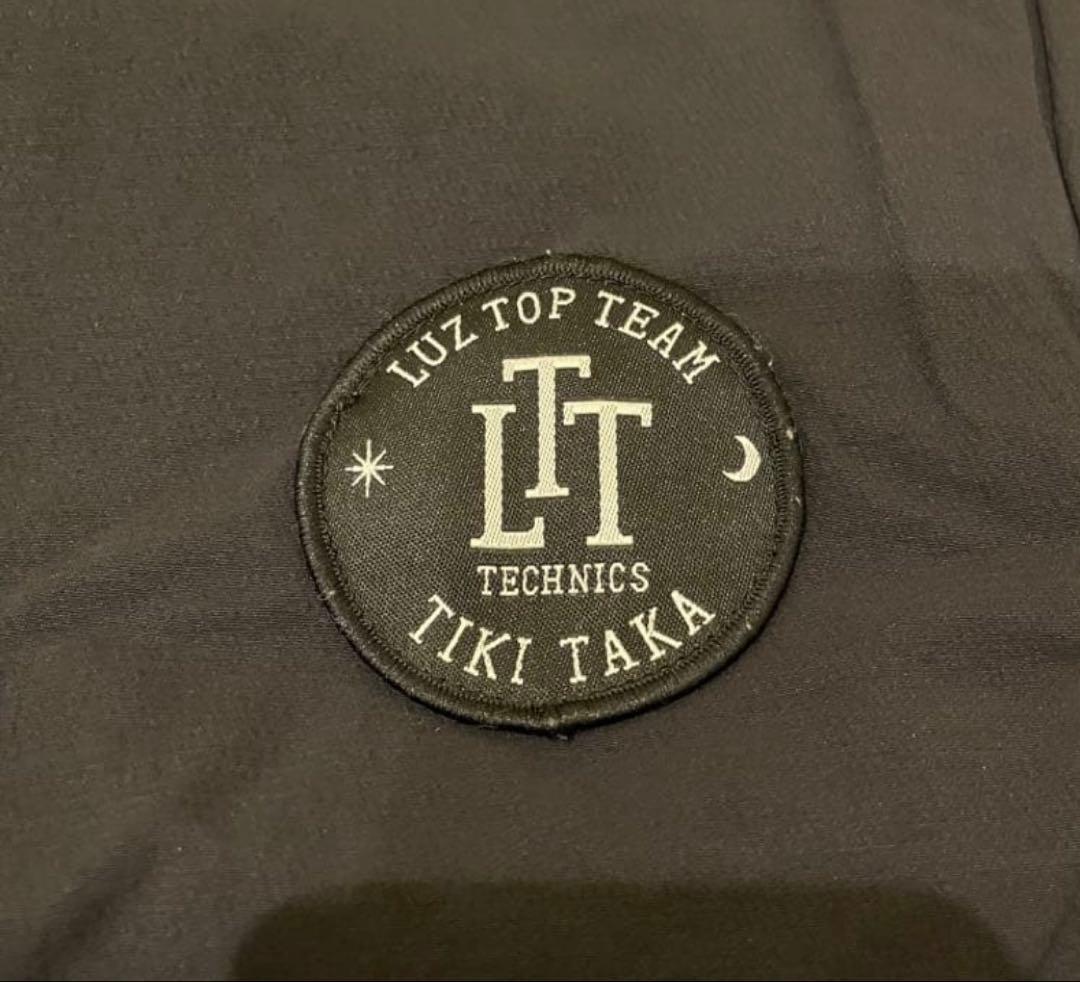 LUZ TOP TEAM
LTT
TECHNICS
TIKI TAKA